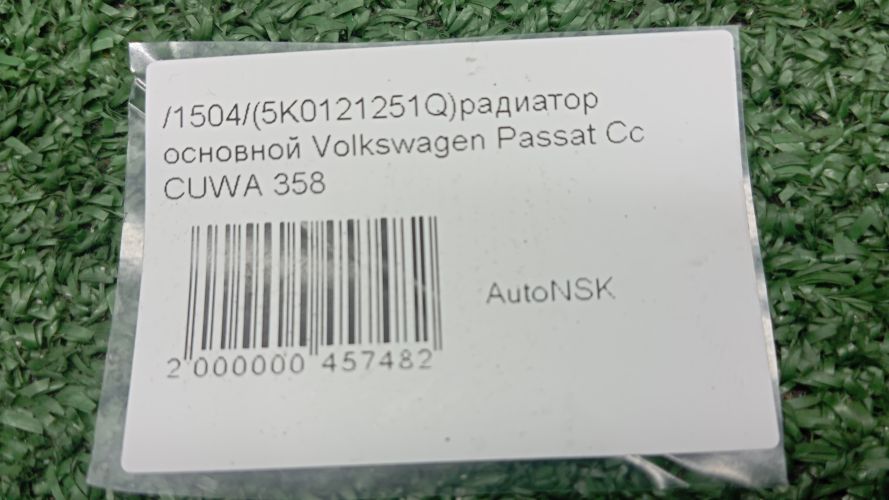 /1504/(5K0121251Q)радиатор
основной Volkswagen Passat Cc
CUWA 358
AutoNSK
2 000000 457482